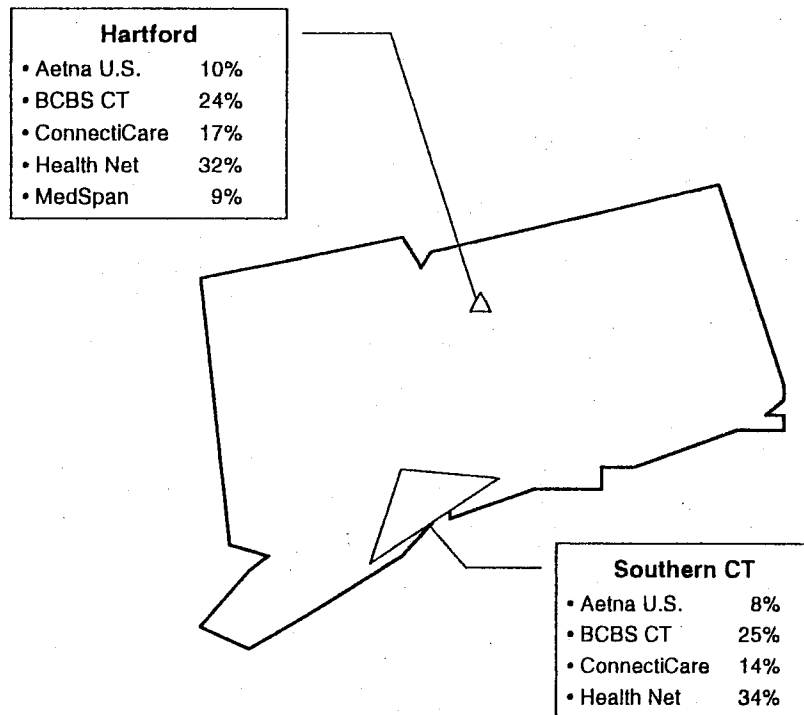 Hartford
• Aetna U.S. 10%
• BCBS CT 24%
• ConnectiCare 17%
• Health Net 32%
• MedSpan 9%
Southern CT
• Aetna U.S. 8%
• BCBS CT 25%
• ConnectiCare 14%
• Health Net 34%